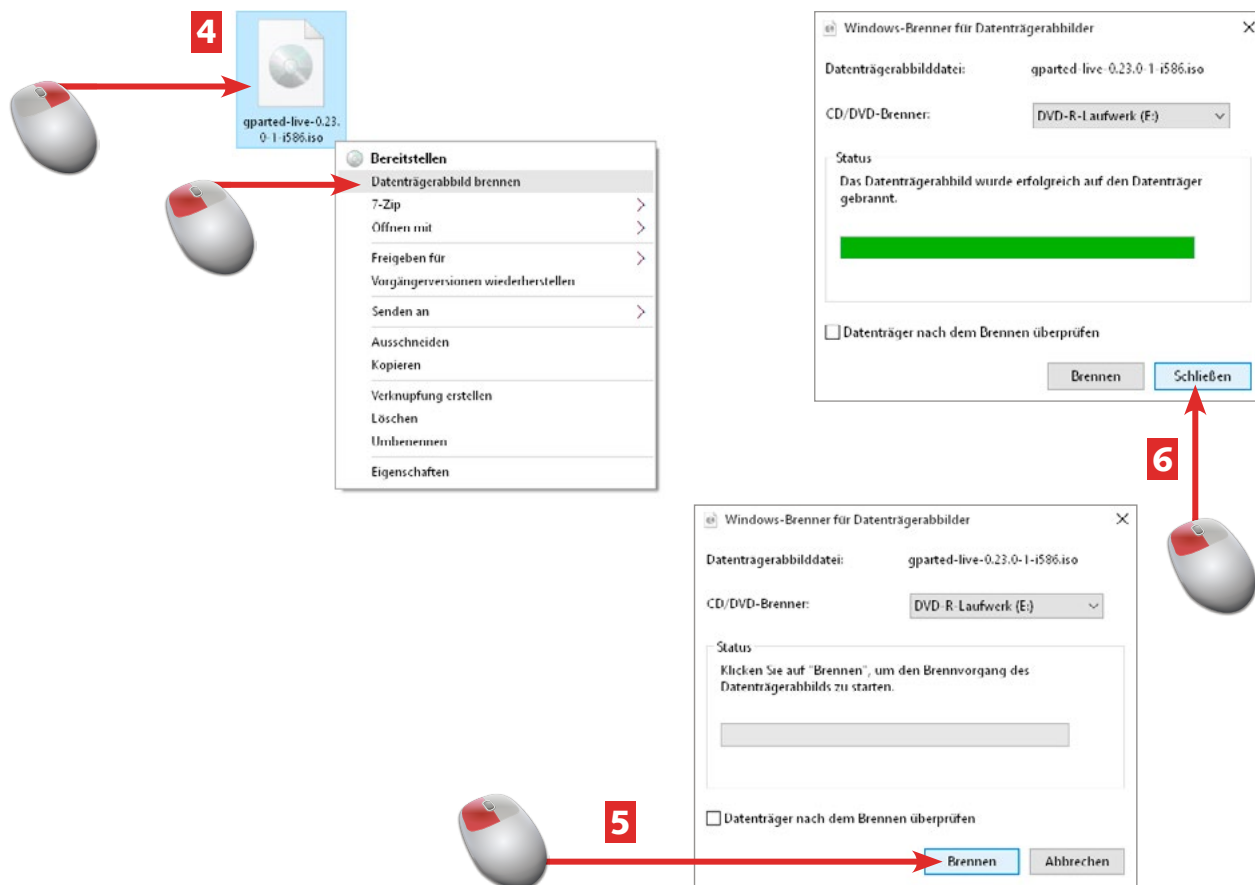 4
gparted-live-0.23.
0-1-i586.iso
Bereitstellen
Datenträgerabbild brennen
7-Zip
Öffnen mit
Freigeben für
Vorgängerversionen wiederherstellen
Senden an
Ausschneiden
Kopieren
Verknüpfung erstellen
Löschen
Umbenennen
Eigenschaften
Windows-Brenner für Datenträgerabbilder
Datenträgerabbilddatei: gparted-live-0.23.0-1-i586.iso
CD/DVD-Brenner: DVD-R-Laufwerk (E:)
Status
Das Datenträgerabbild wurde erfolgreich auf den Datenträger
gebrannt.
Datenträger nach dem Brennen überprüfen
Brennen Schließen
6
Windows-Brenner für Datenträgerabbilder
Datenträgerabbilddatei: gparted-live-0.23.0-1-i586.iso
CD/DVD-Brenner: DVD-R-Laufwerk (E:)
Status
Klicken Sie auf "Brennen", um den Brennvorgang des
Datenträgerabbilds zu starten.
Datenträger nach dem Brennen überprüfen
5
Brennen Abbrechen